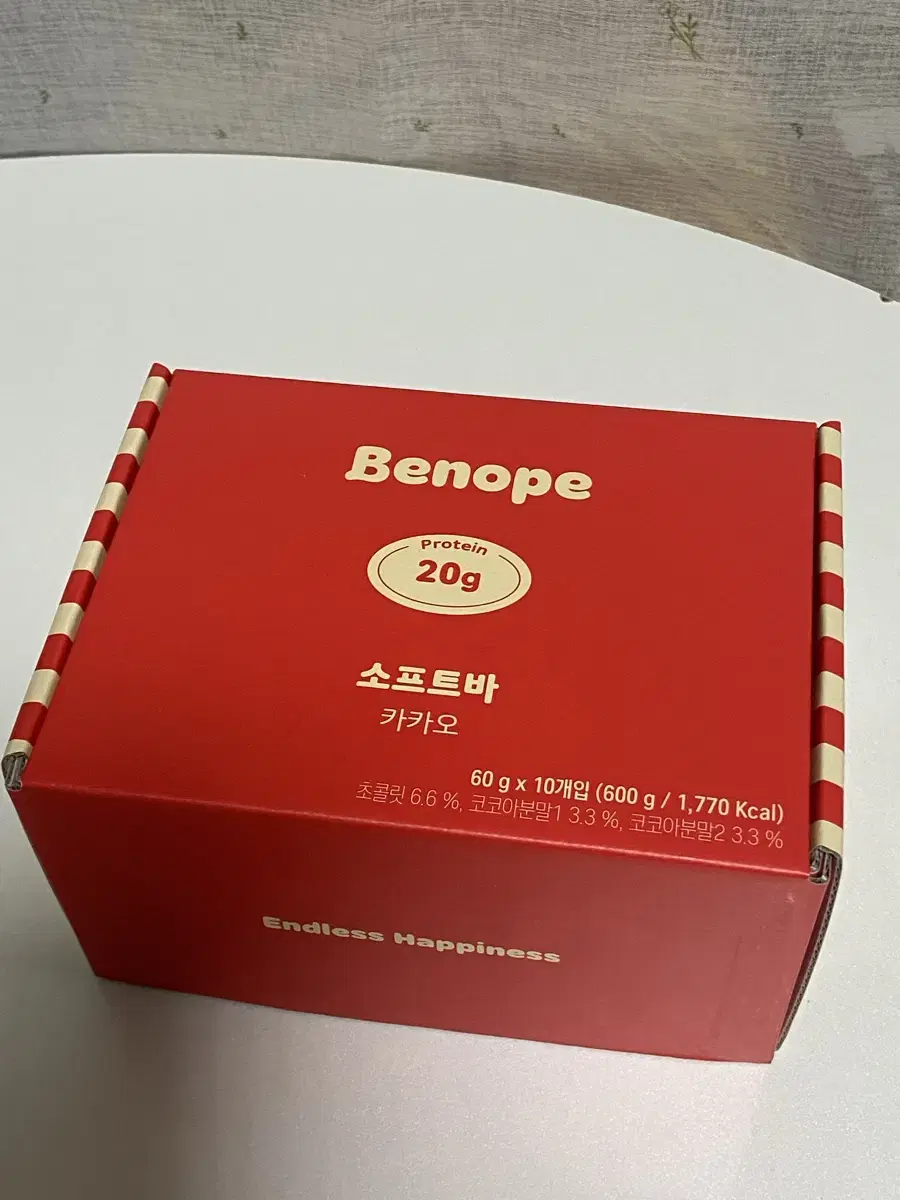 Benope
Protein
20g
소프트바
카카오
60 g x 10개입 (600 g / 1,770 Kcal)
초콜릿 6.6 %, 코코아분말1 3.3 %, 코코아분말2 3.3 %
Endless Happiness